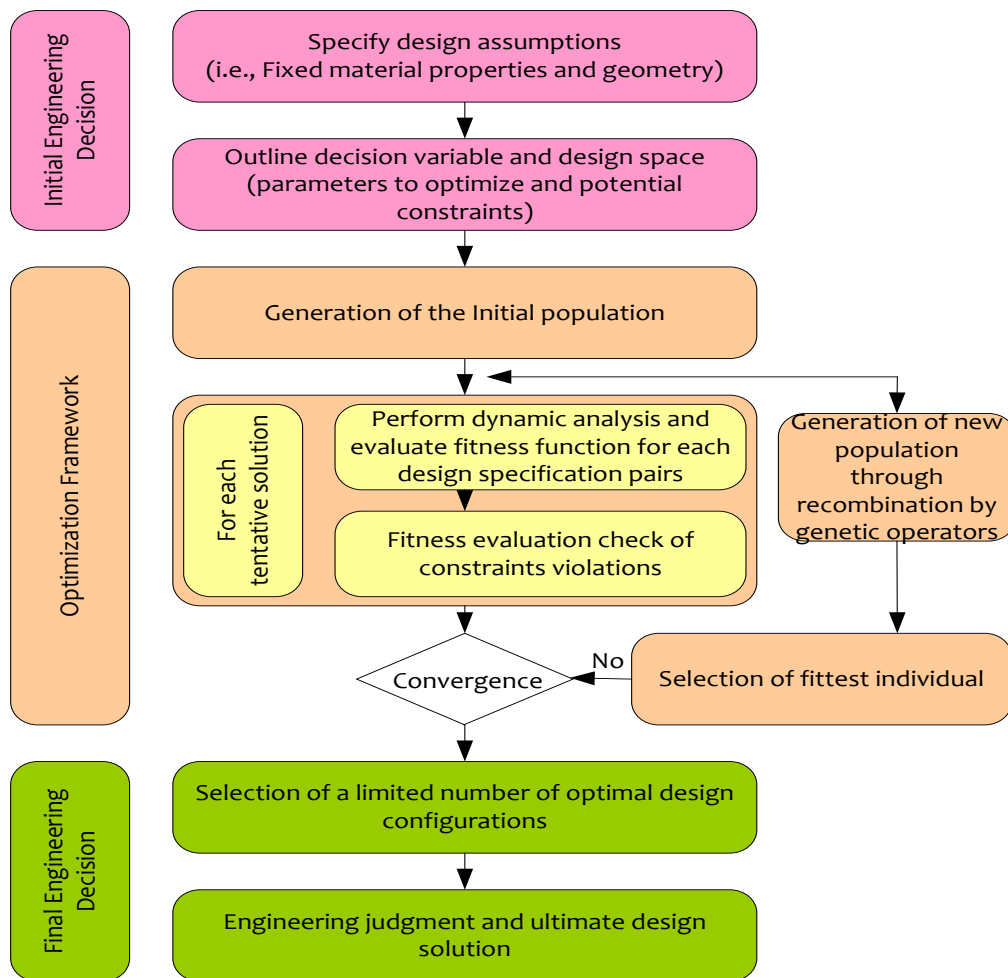 Initial Engineering
Decision
Specify design assumptions
(i.e., Fixed material properties and geometry)
Outline decision variable and design space
(parameters to optimize and potential
constraints)
Optimization Framework
Generation of the Initial population
For each
tentative solution
Perform dynamic analysis and
evaluate fitness function for each
design specification pairs
Fitness evaluation check of
constraints violations
Generation of new
population
through
recombination by
genetic operators
Convergence
No
Selection of fittest individual
Final Engineering
Decision
Selection of a limited number of optimal design
configurations
Engineering judgment and ultimate design
solution